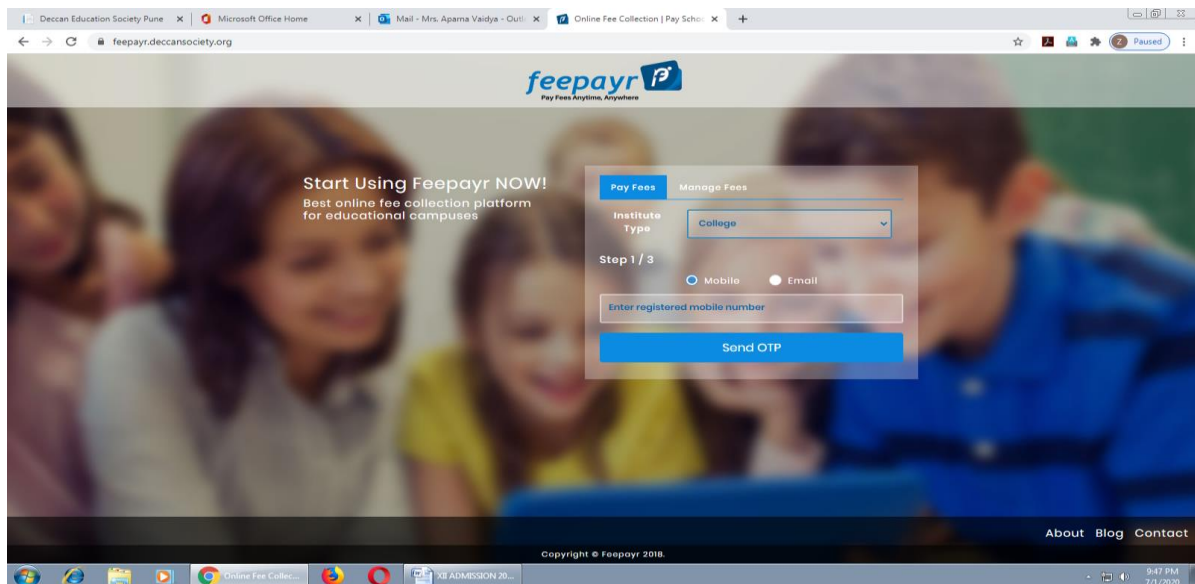 Deccan Education Society Pune
Microsoft Office Home
Mail - Mrs. Aparna Vaidya - Outl
Online Fee Collection | Pay Schoo
feepayr.deccansociety.org
Z
Paused
feepayr
Pay Fees Anytime, Anywhere
Start Using Feepayr NOW!
Best online fee collection platform
for educational campuses
Pay Fees
Manage Fees
Institute
Type
College
Step 1 / 3
Mobile
Email
Enter registered mobile number
Send OTP
About Blog Contact
Copyright © Feepayr 2018.
Online Fee Collec...
XII ADMISSION 20...
9:47 PM
7/1/2020